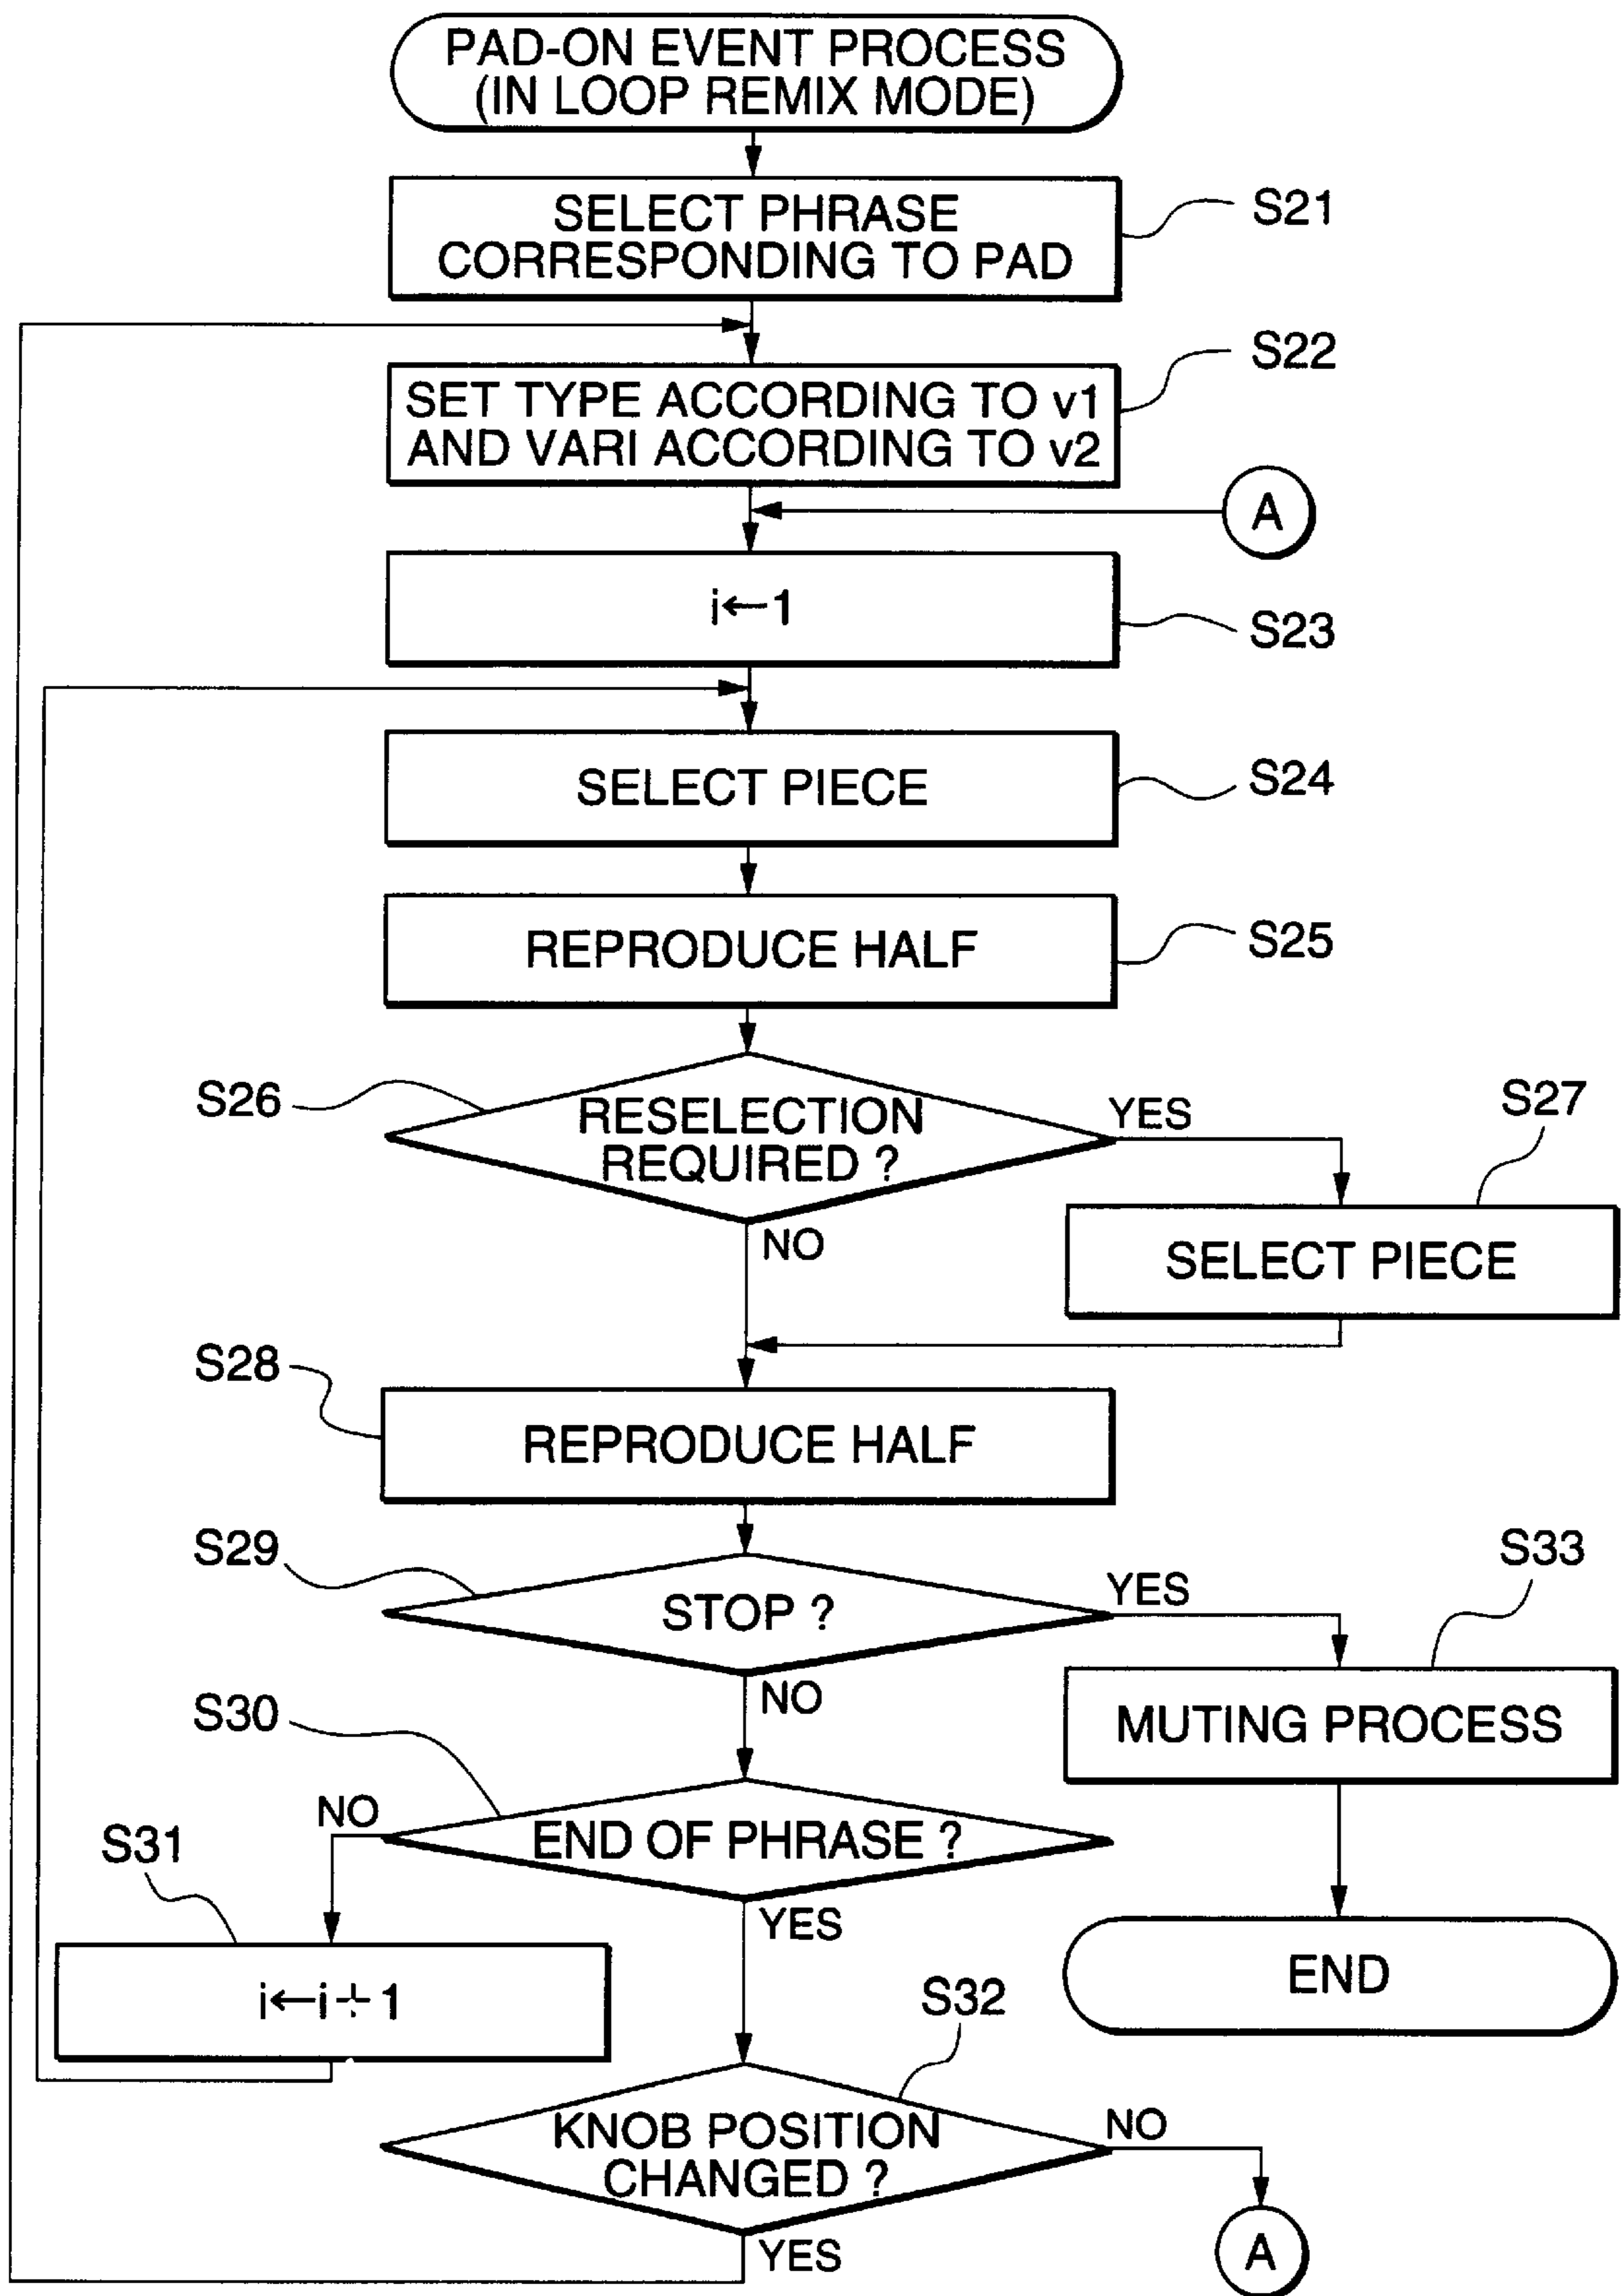 PAD-ON EVENT PROCESS
(IN LOOP REMIX MODE)
SELECT PHRASE
CORRESPONDING TO PAD
S21
SET TYPE ACCORDING TO v1
AND VARI ACCORDING TO v2
S22
A
i←1
S23
SELECT PIECE
S24
REPRODUCE HALF
S25
S26
RESELECTION
REQUIRED ?
YES
NO
S27
SELECT PIECE
S28
REPRODUCE HALF
S29
STOP ?
YES
NO
S33
MUTING PROCESS
S30
END OF PHRASE ?
NO
YES
END
S31
i←i+1
S32
KNOB POSITION
CHANGED ?
NO
YES
A